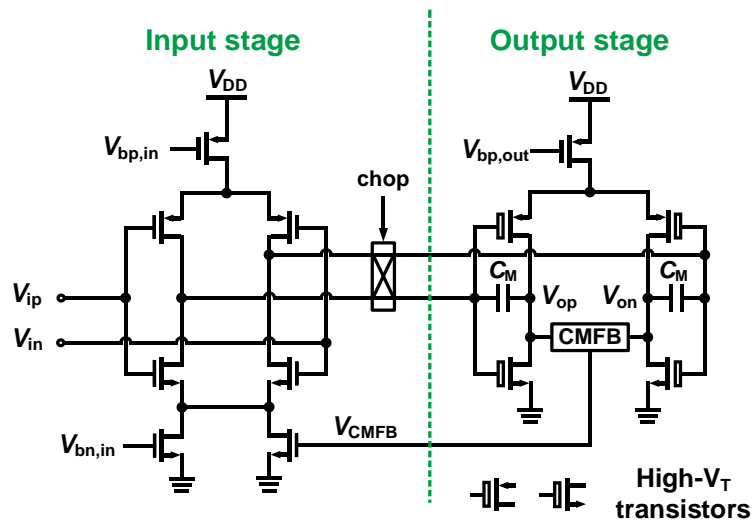 Input stage
Output stage
VDD
VDD
Vbp,in
Vbp,out
chop
CM
CM
Vip
Vop
Von
Vin
CMFB
VCMFB
Vbn,in
High-VT
transistors